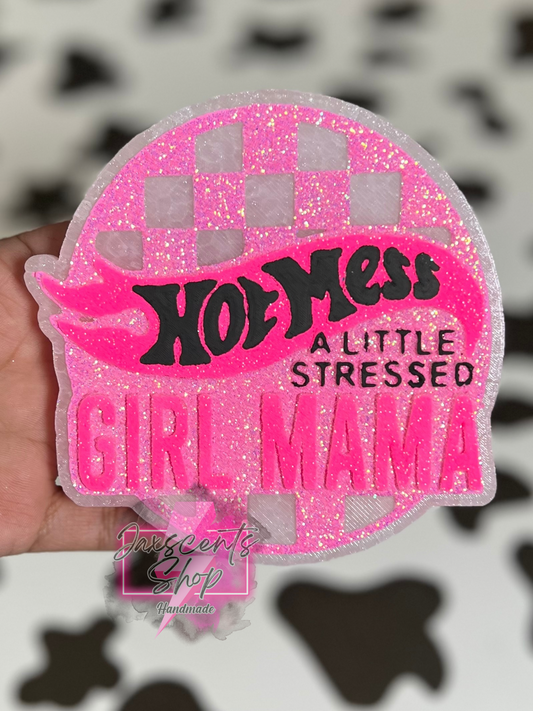 Hot Mess
A LITTLE
STRESSED
GIRL MAMA
Jaxscents
Shop
Handmade